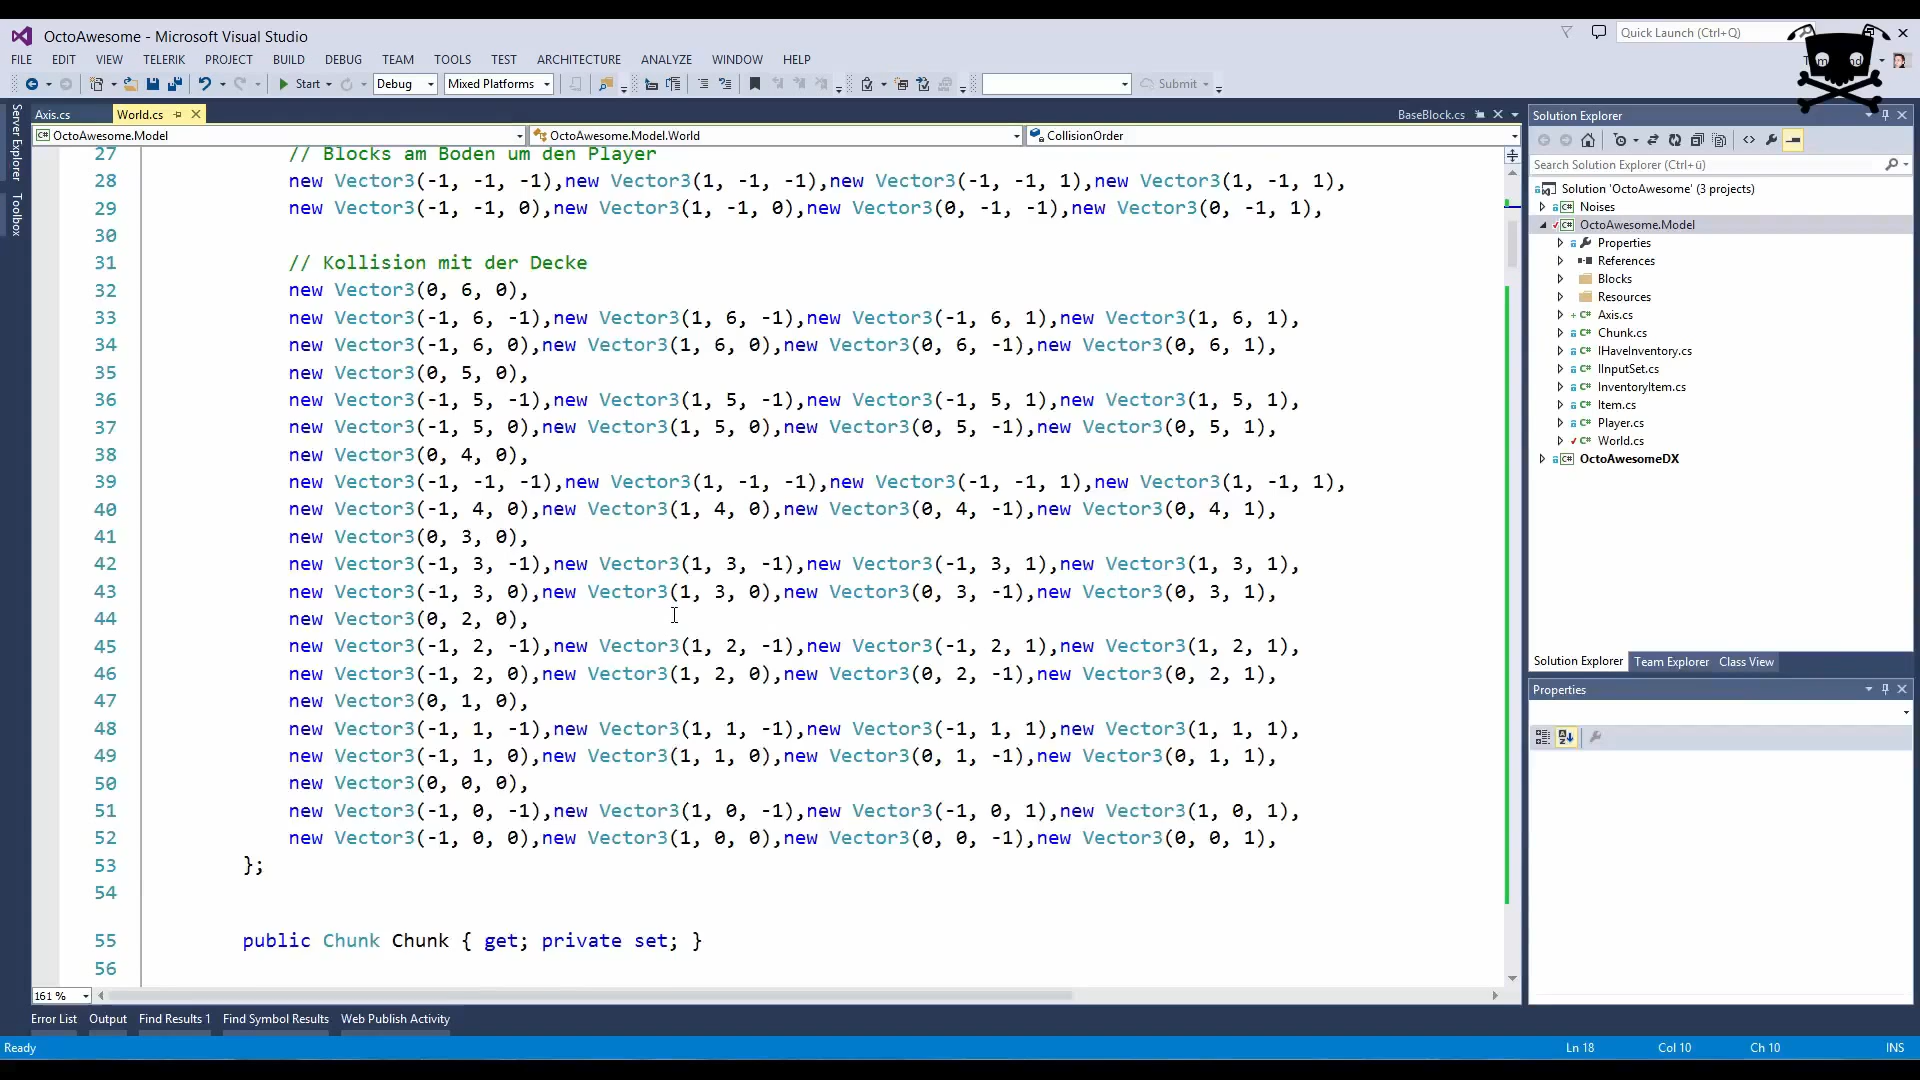 OctoAwesome - Microsoft Visual Studio
Quick Launch (Ctrl+Q)
FILE EDIT VIEW TELERIK PROJECT BUILD DEBUG TEAM TOOLS TEST ARCHITECTURE ANALYZE WINDOW HELP
Start Debug Mixed Platforms Submit
Axis.cs World.cs BaseBlock.cs
OctoAwesome.Model OctoAwesome.Model.World CollisionOrder
Server Explorer
Toolbox
27 // Blocks am Boden um den Player
28 new Vector3(-1, -1, -1),new Vector3(1, -1, -1),new Vector3(-1, -1, 1),new Vector3(1, -1, 1),
29 new Vector3(-1, -1, 0),new Vector3(1, -1, 0),new Vector3(0, -1, -1),new Vector3(0, -1, 1),
30
31 // Kollision mit der Decke
32 new Vector3(0, 6, 0),
33 new Vector3(-1, 6, -1),new Vector3(1, 6, -1),new Vector3(-1, 6, 1),new Vector3(1, 6, 1),
34 new Vector3(-1, 6, 0),new Vector3(1, 6, 0),new Vector3(0, 6, -1),new Vector3(0, 6, 1),
35 new Vector3(0, 5, 0),
36 new Vector3(-1, 5, -1),new Vector3(1, 5, -1),new Vector3(-1, 5, 1),new Vector3(1, 5, 1),
37 new Vector3(-1, 5, 0),new Vector3(1, 5, 0),new Vector3(0, 5, -1),new Vector3(0, 5, 1),
38 new Vector3(0, 4, 0),
39 new Vector3(-1, -1, -1),new Vector3(1, -1, -1),new Vector3(-1, -1, 1),new Vector3(1, -1, 1),
40 new Vector3(-1, 4, 0),new Vector3(1, 4, 0),new Vector3(0, 4, -1),new Vector3(0, 4, 1),
41 new Vector3(0, 3, 0),
42 new Vector3(-1, 3, -1),new Vector3(1, 3, -1),new Vector3(-1, 3, 1),new Vector3(1, 3, 1),
43 new Vector3(-1, 3, 0),new Vector3(1, 3, 0),new Vector3(0, 3, -1),new Vector3(0, 3, 1),
44 new Vector3(0, 2, 0),
45 new Vector3(-1, 2, -1),new Vector3(1, 2, -1),new Vector3(-1, 2, 1),new Vector3(1, 2, 1),
46 new Vector3(-1, 2, 0),new Vector3(1, 2, 0),new Vector3(0, 2, -1),new Vector3(0, 2, 1),
47 new Vector3(0, 1, 0),
48 new Vector3(-1, 1, -1),new Vector3(1, 1, -1),new Vector3(-1, 1, 1),new Vector3(1, 1, 1),
49 new Vector3(-1, 1, 0),new Vector3(1, 1, 0),new Vector3(0, 1, -1),new Vector3(0, 1, 1),
50 new Vector3(0, 0, 0),
51 new Vector3(-1, 0, -1),new Vector3(1, 0, -1),new Vector3(-1, 0, 1),new Vector3(1, 0, 1),
52 new Vector3(-1, 0, 0),new Vector3(1, 0, 0),new Vector3(0, 0, -1),new Vector3(0, 0, 1),
53 };
54
55 public Chunk Chunk { get; private set; }
56
161 %
Solution Explorer
Search Solution Explorer (Ctrl+ü)
Solution 'OctoAwesome' (3 projects)
Noises
OctoAwesome.Model
Properties
References
Blocks
Resources
Axis.cs
Chunk.cs
IHaveInventory.cs
IInputSet.cs
InventoryItem.cs
Item.cs
Player.cs
World.cs
OctoAwesomeDX
Solution Explorer Team Explorer Class View
Properties
Error List Output Find Results 1 Find Symbol Results Web Publish Activity
Ready Ln 18 Col 10 Ch 10 INS